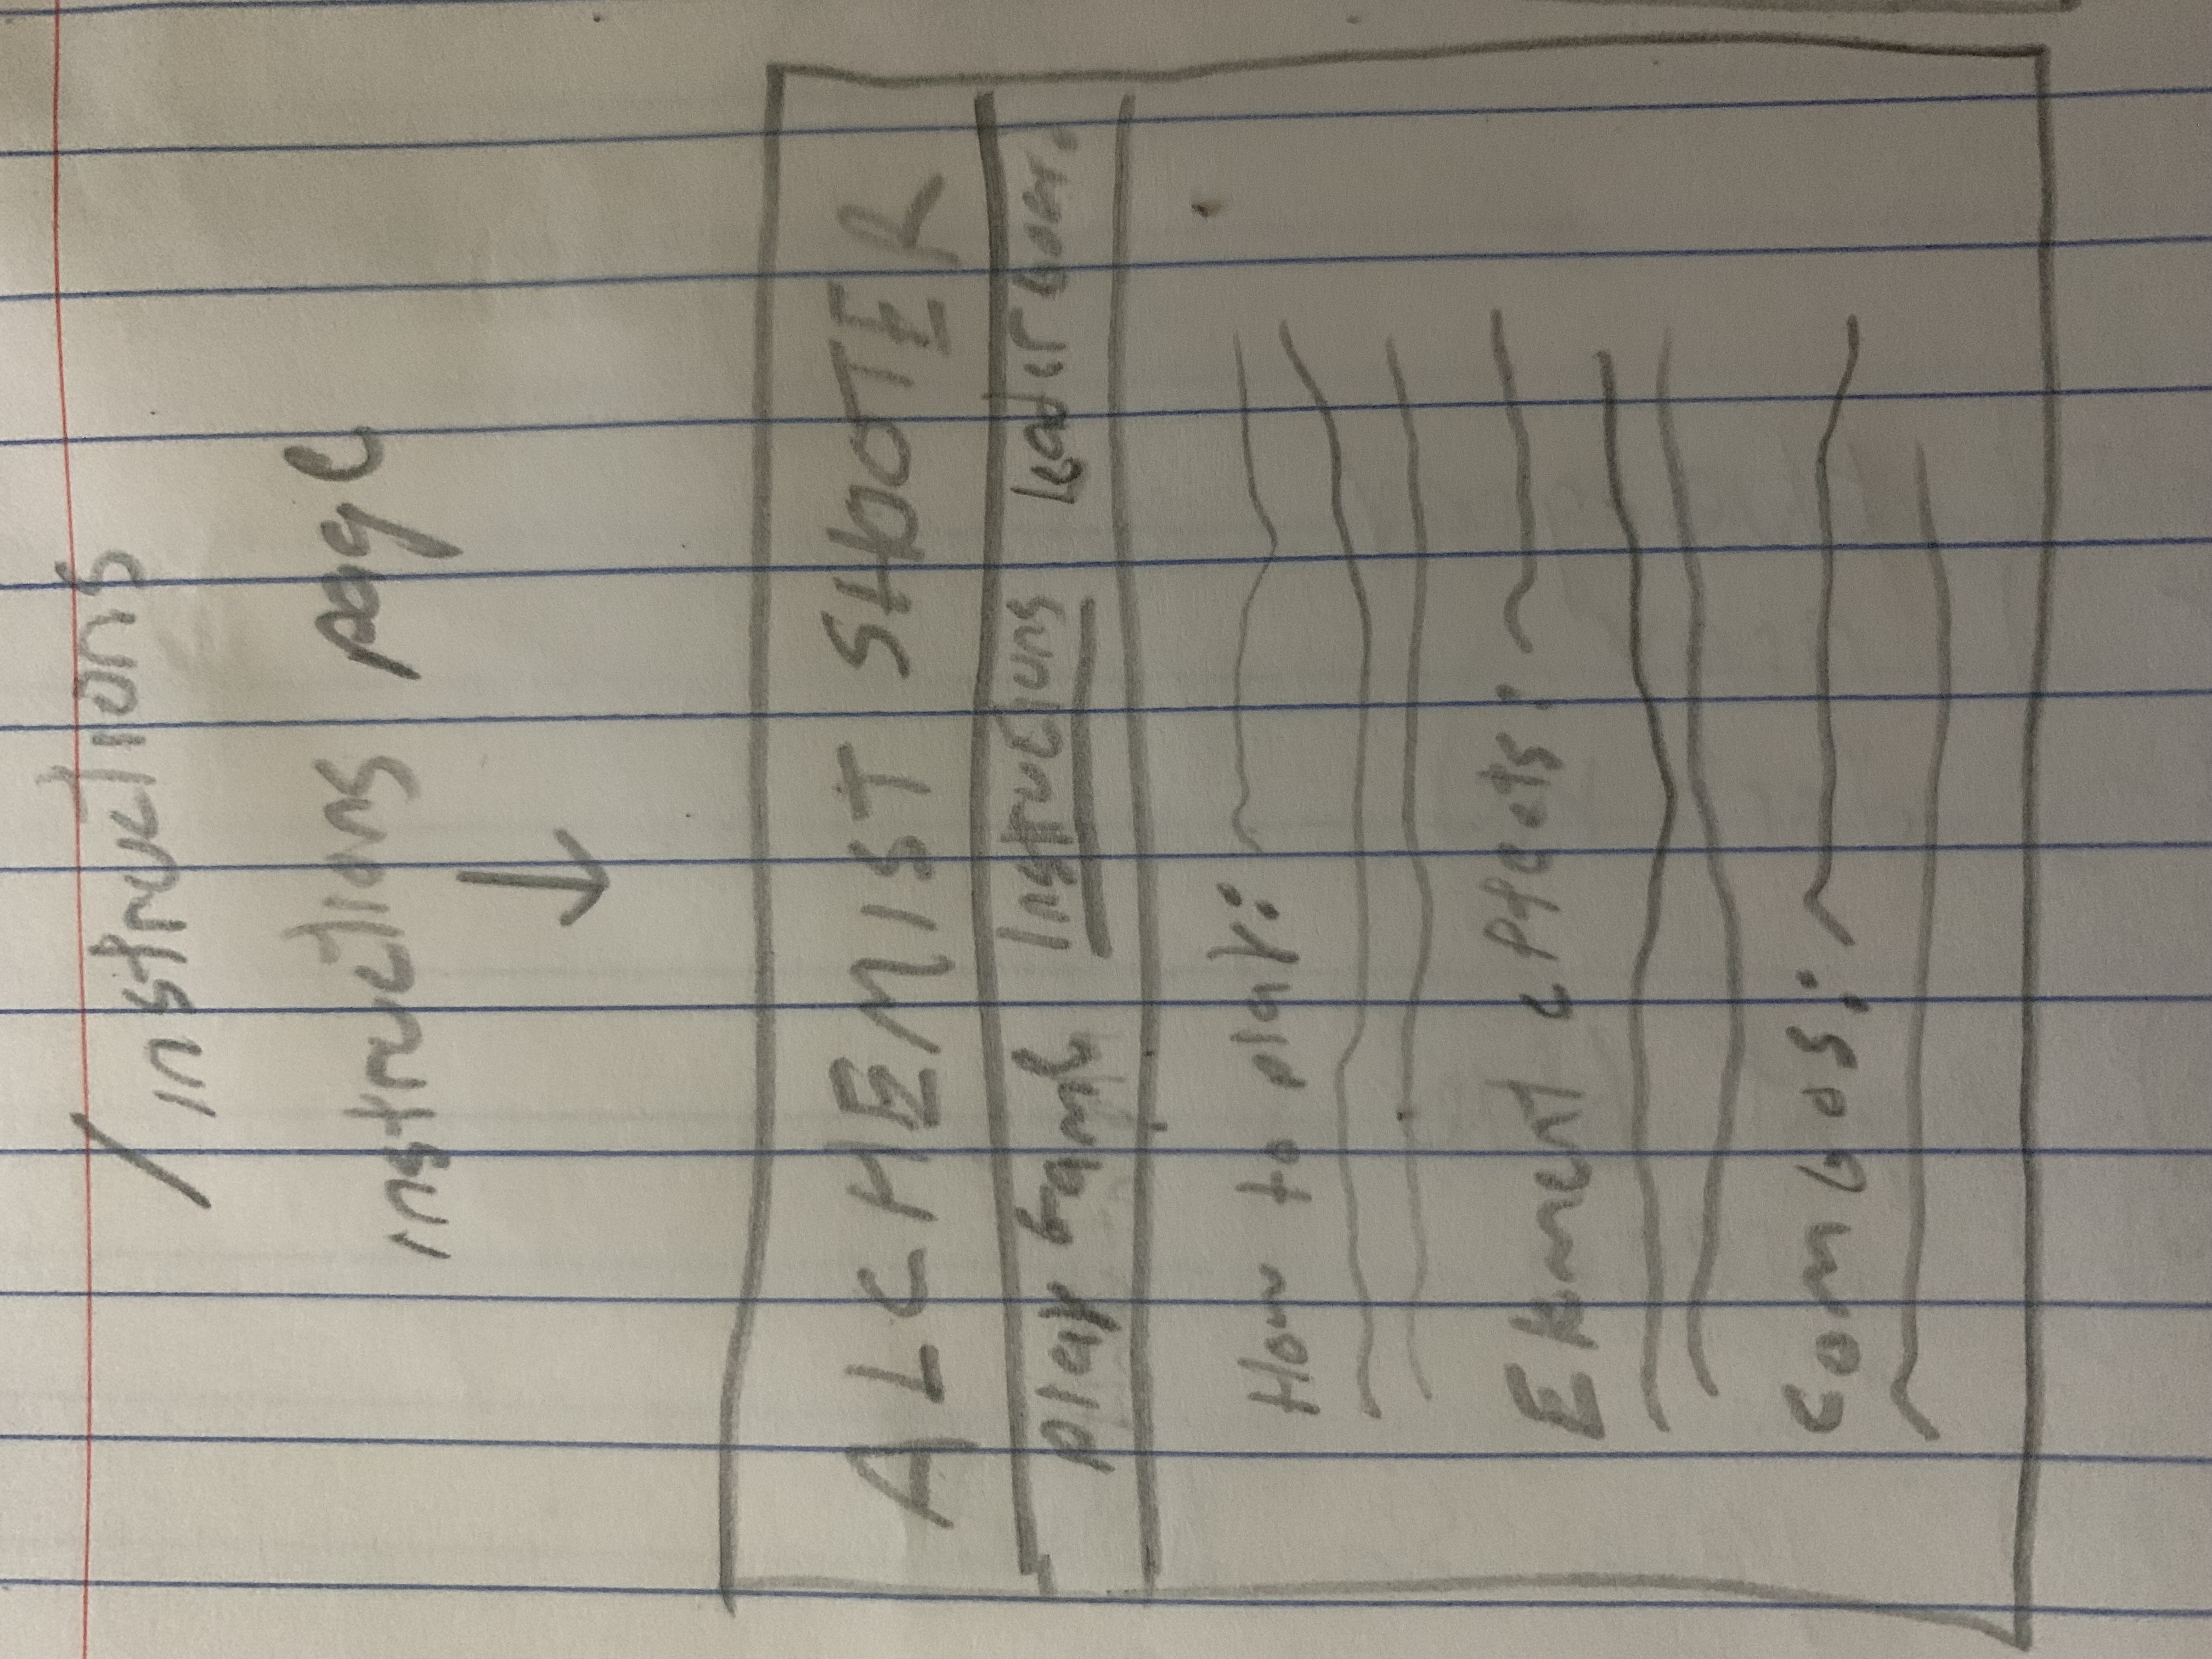 /instructions
instructions page
ALCHEMIST SHOOTER
Play Game Instructions Leaderboard
How to play:
Element effects:
Combos: